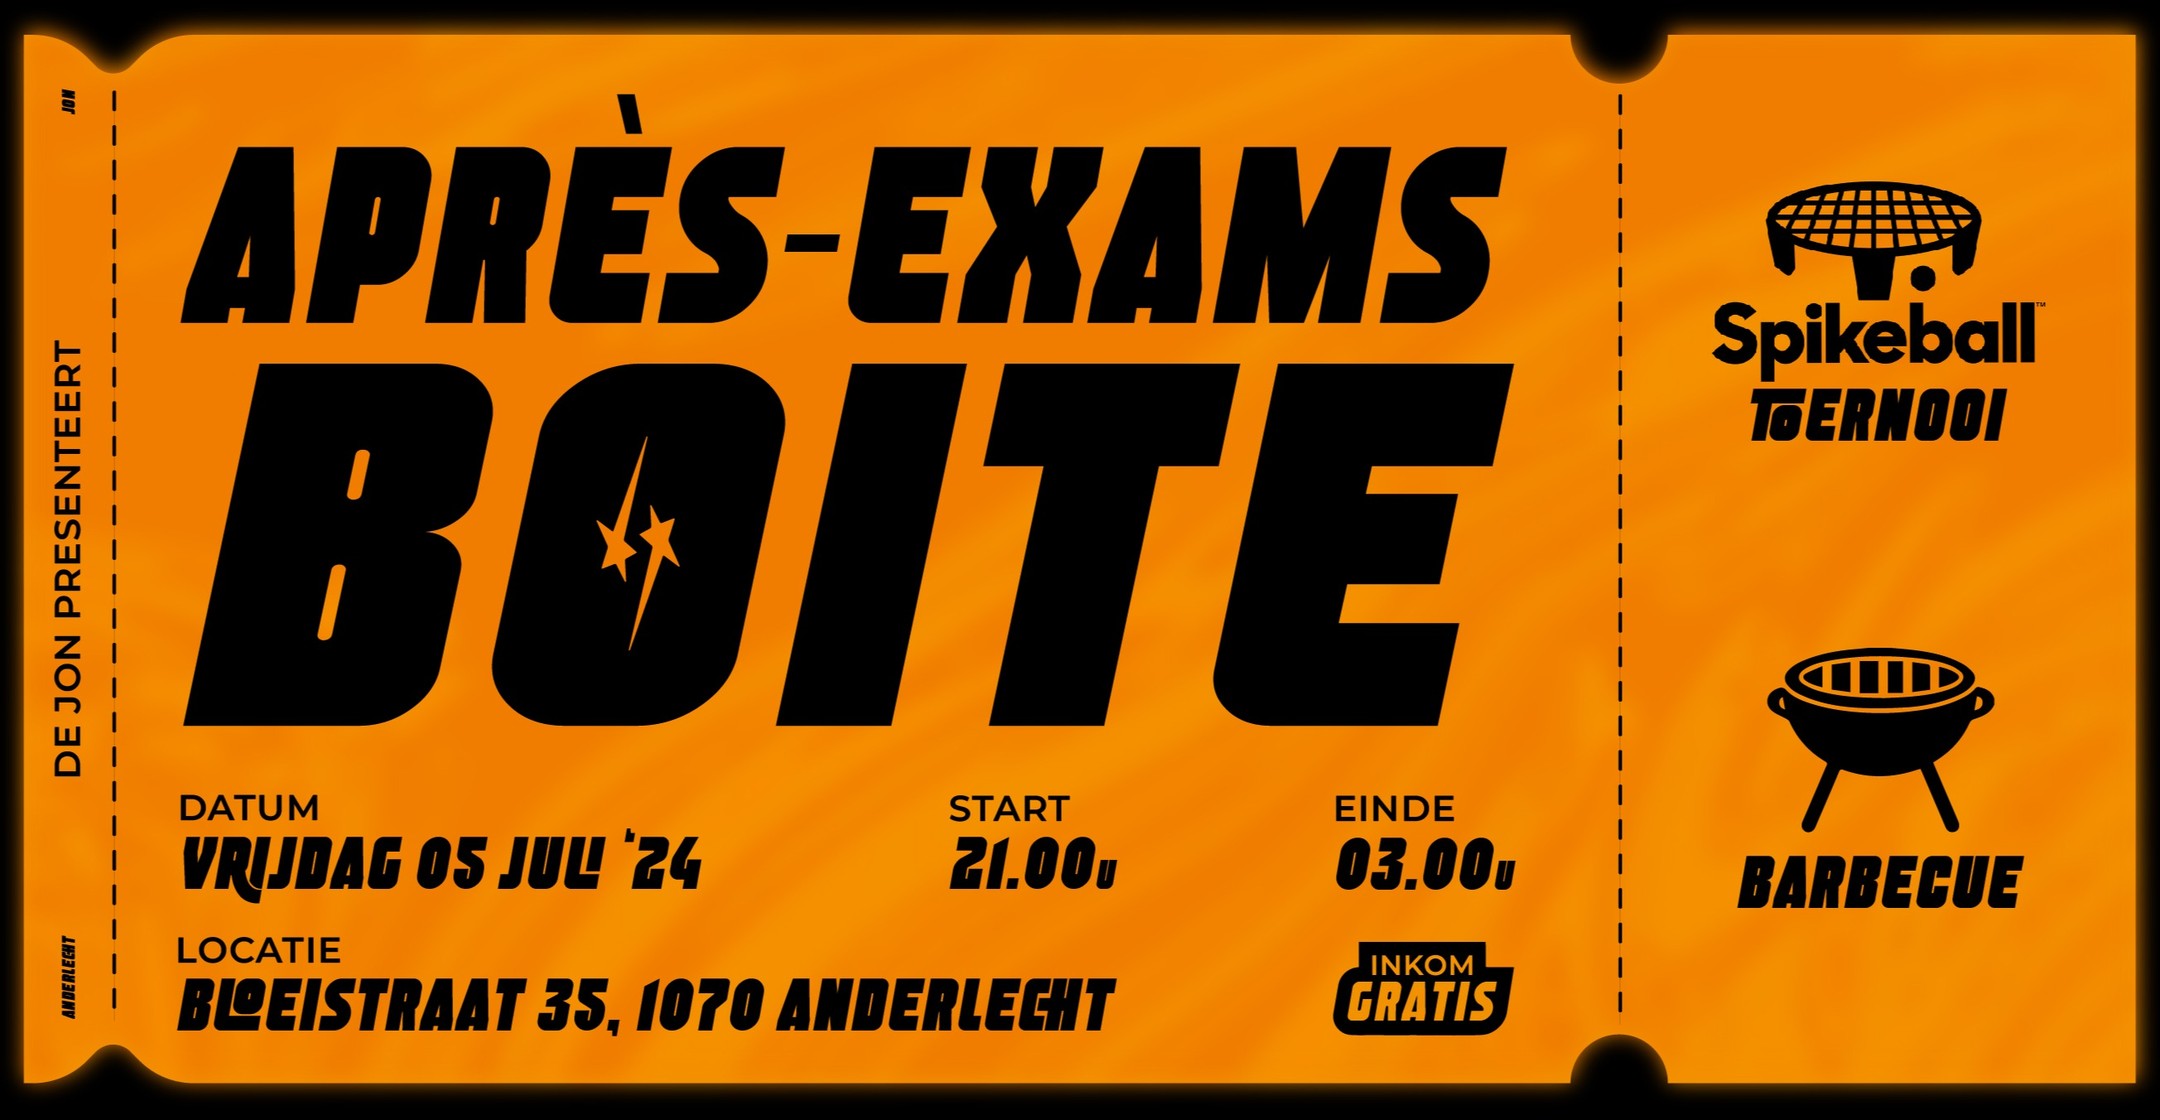 JON
DE JON PRESENTEERT
ANDERLECHT
APRÈS-EXAMS
BOITE
DATUM
VRIJDAG 05 JULI '24
START
21.00u
EINDE
03.00u
LOCATIE
BLOEISTRAAT 35, 1070 ANDERLECHT
INKOM
GRATIS
Spikeball™
TOERNOOI
BARBECUE